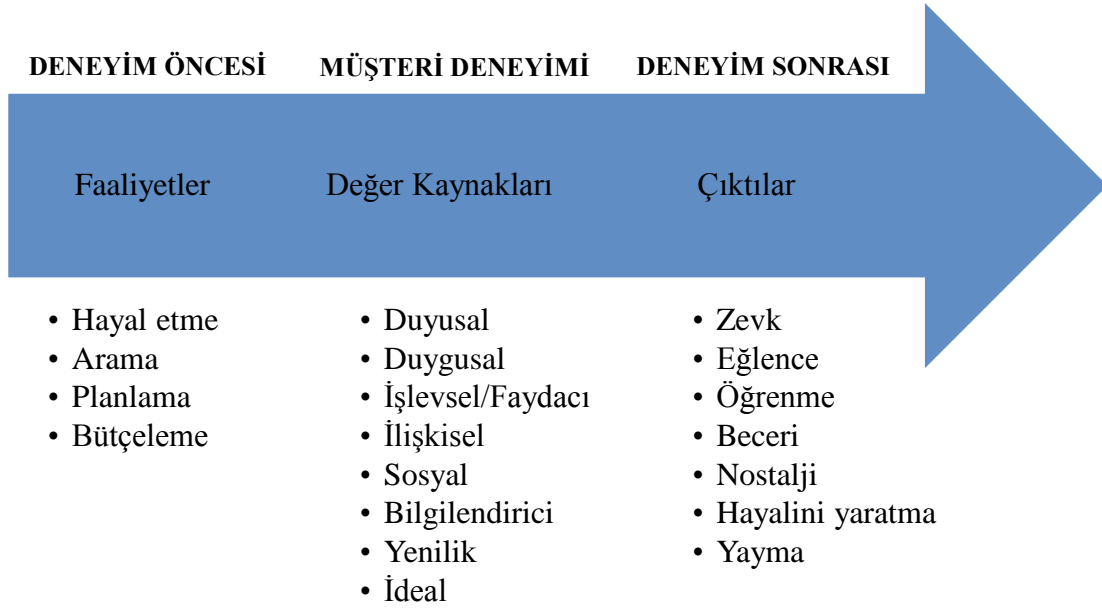 DENEYİM ÖNCESİ
MÜŞTERİ DENEYİMİ
DENEYİM SONRASI
Faaliyetler
Değer Kaynakları
Çıktılar
• Hayal etme
• Arama
• Planlama
• Bütçeleme
• Duyusal
• Duygusal
• İşlevsel/Faydacı
• İlişkisel
• Sosyal
• Bilgilendirici
• Yenilik
• İdeal
• Zevk
• Eğlence
• Öğrenme
• Beceri
• Nostalji
• Hayalini yaratma
• Yayma